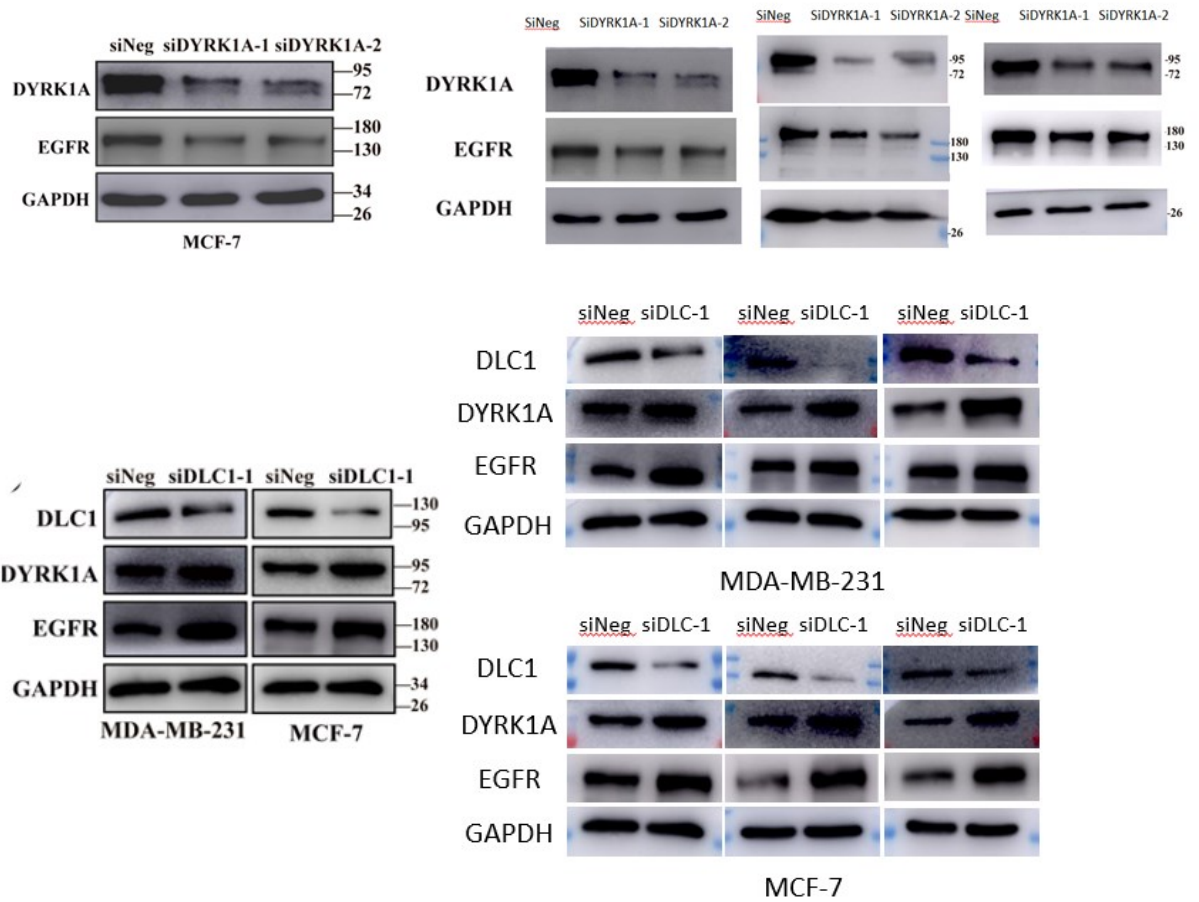 siNeg siDYRK1A-1 siDYRK1A-2
DYRK1A
95
72
EGFR
180
130
GAPDH
34
26
MCF-7
SiNeg SiDYRK1A-1 SiDYRK1A-2
SiNeg SiDYRK1A-1 SiDYRK1A-2
SiNeg SiDYRK1A-1 SiDYRK1A-2
DYRK1A
-95
-72
-95
-72
EGFR
180
130
180
130
GAPDH
-26
-26
siNeg siDLC1-1 siNeg siDLC1-1
DLC1
130
95
DYRK1A
95
72
EGFR
180
130
GAPDH
34
26
MDA-MB-231 MCF-7
siNeg siDLC-1 siNeg siDLC-1 siNeg siDLC-1
DLC1
DYRK1A
EGFR
GAPDH
MDA-MB-231
siNeg siDLC-1 siNeg siDLC-1 siNeg siDLC-1
DLC1
DYRK1A
EGFR
GAPDH
MCF-7